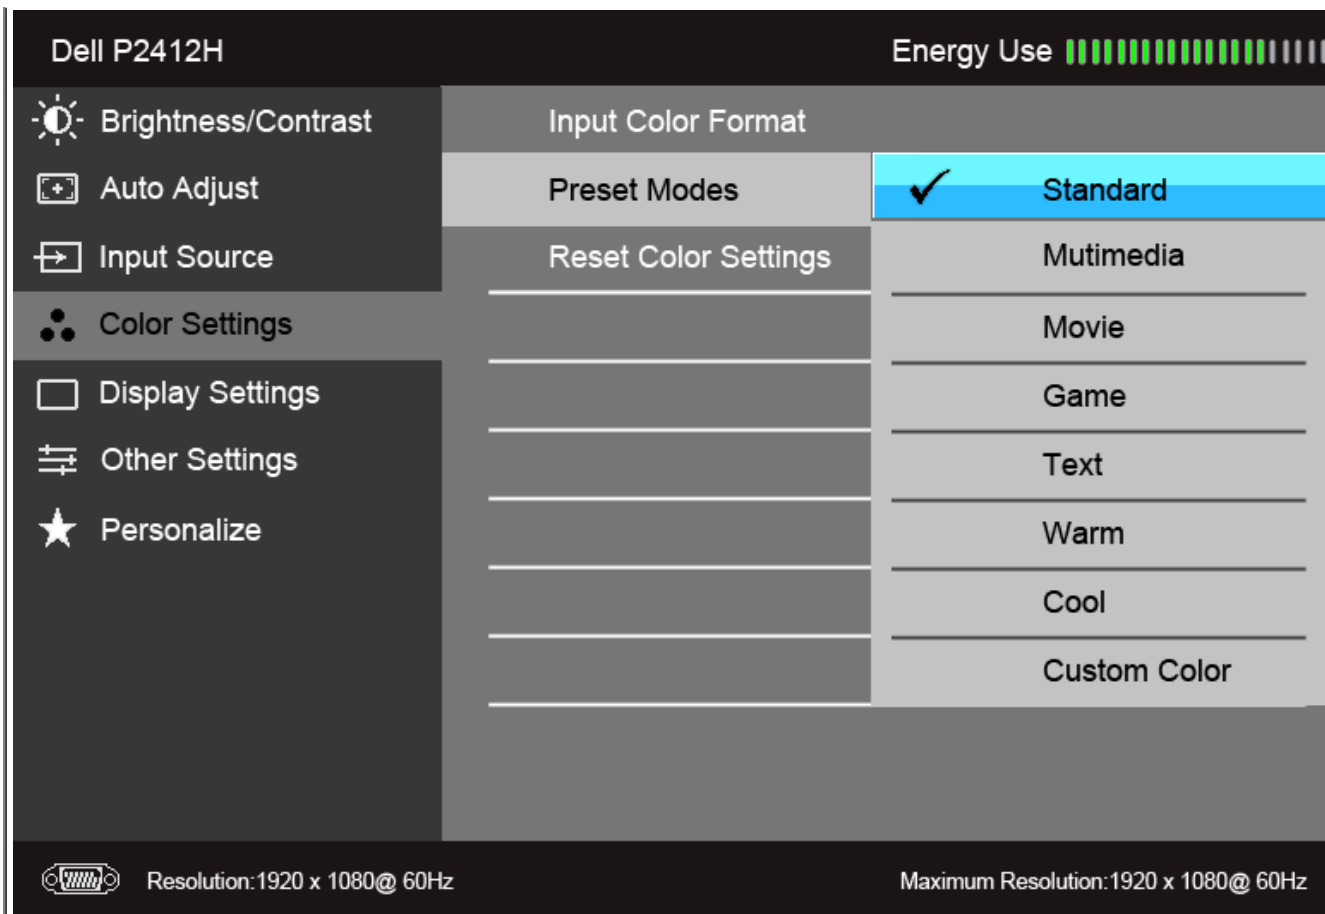 Dell P2412H
Energy Use
Brightness/Contrast
Auto Adjust
Input Source
Color Settings
Display Settings
Other Settings
Personalize
Input Color Format
Preset Modes
Reset Color Settings
Standard
Mutimedia
Movie
Game
Text
Warm
Cool
Custom Color
Resolution:1920 x 1080@ 60Hz
Maximum Resolution:1920 x 1080@ 60Hz